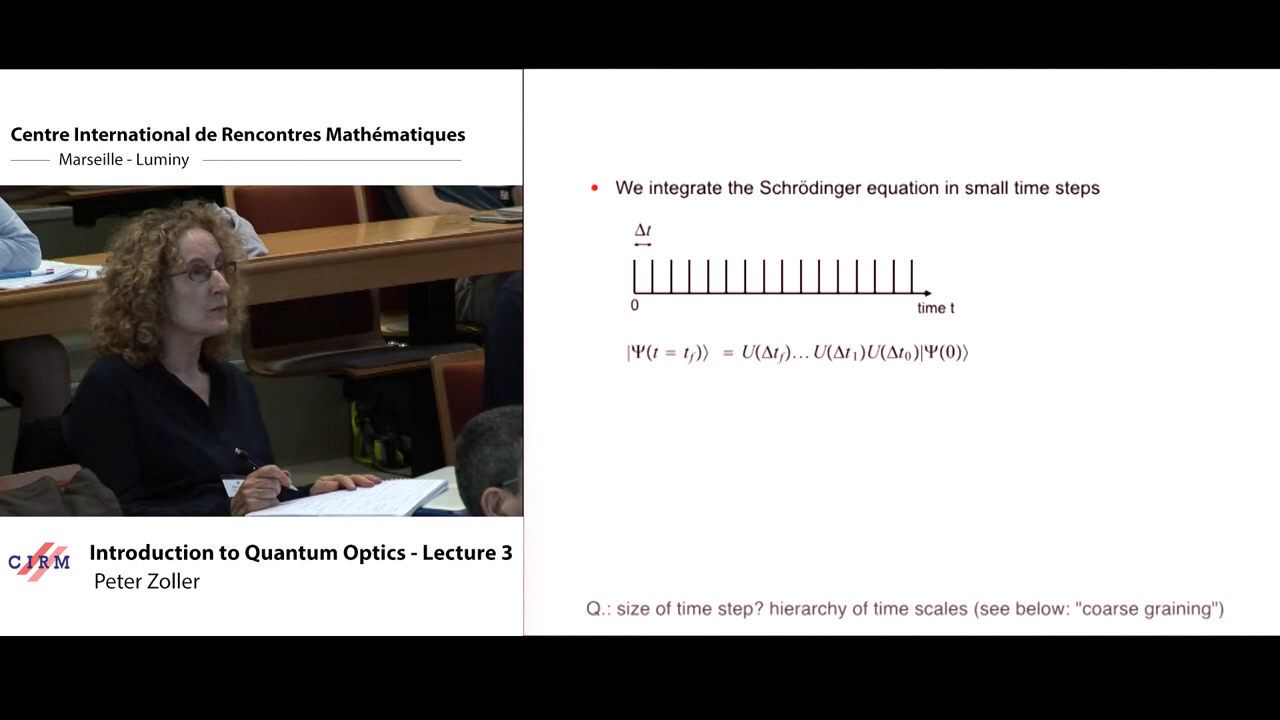 Centre International de Rencontres Mathématiques
Marseille - Luminy
• We integrate the Schrödinger equation in small time steps
Δt
0
time t
|Ψ(t = t_f)⟩ = U(Δt_f)… U(Δt_1)U(Δt_0)|Ψ(0)⟩
CIRM
Introduction to Quantum Optics - Lecture 3
Peter Zoller
Q.: size of time step? hierarchy of time scales (see below: "coarse graining")